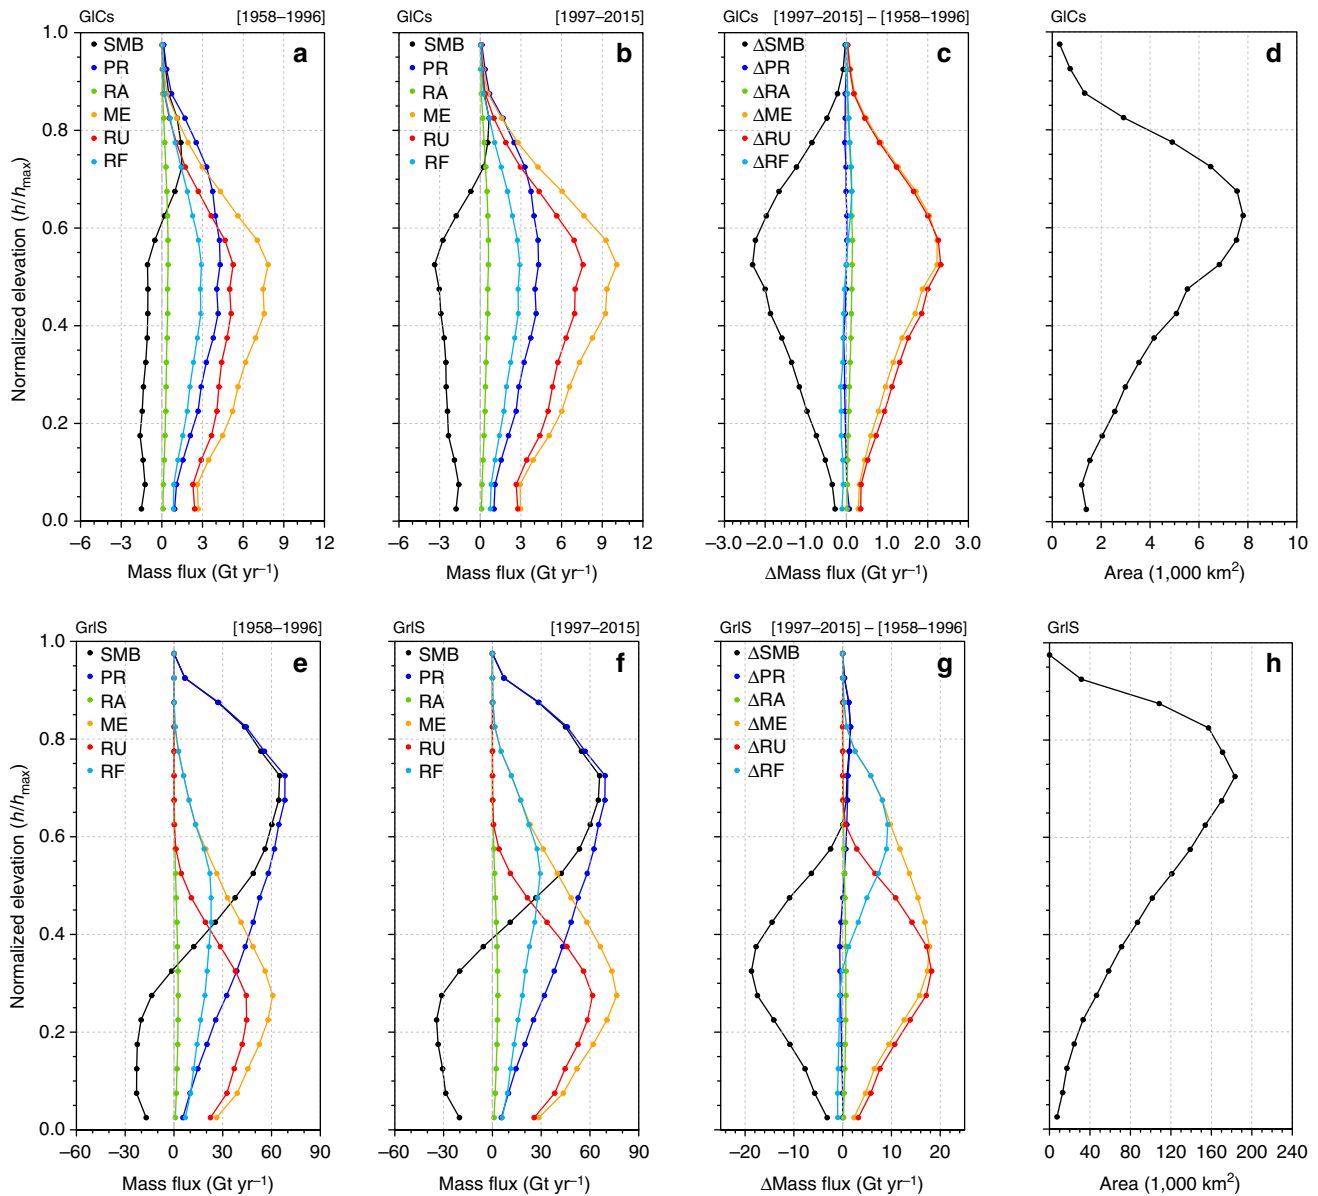 GICs [1958–1996]
a
SMB
PR
RA
ME
RU
RF
1.0
0.8
0.6
0.4
0.2
0.0
Normalized elevation (h/hmax)
–6 –3 0 3 6 9 12
Mass flux (Gt yr–1)
GICs [1997–2015]
b
SMB
PR
RA
ME
RU
RF
–6 –3 0 3 6 9 12
Mass flux (Gt yr–1)
GICs [1997–2015] – [1958–1996]
c
ΔSMB
ΔPR
ΔRA
ΔME
ΔRU
ΔRF
–3.0 –2.0 –1.0 0.0 1.0 2.0 3.0
ΔMass flux (Gt yr–1)
GICs
d
0 2 4 6 8 10
Area (1,000 km2)
GrIS [1958–1996]
e
SMB
PR
RA
ME
RU
RF
1.0
0.8
0.6
0.4
0.2
0.0
Normalized elevation (h/hmax)
–60 –30 0 30 60 90
Mass flux (Gt yr–1)
GrIS [1997–2015]
f
SMB
PR
RA
ME
RU
RF
–60 –30 0 30 60 90
Mass flux (Gt yr–1)
GrIS [1997–2015] – [1958–1996]
g
ΔSMB
ΔPR
ΔRA
ΔME
ΔRU
ΔRF
–20 –10 0 10 20
ΔMass flux (Gt yr–1)
GrIS
h
0 40 80 120 160 200 240
Area (1,000 km2)